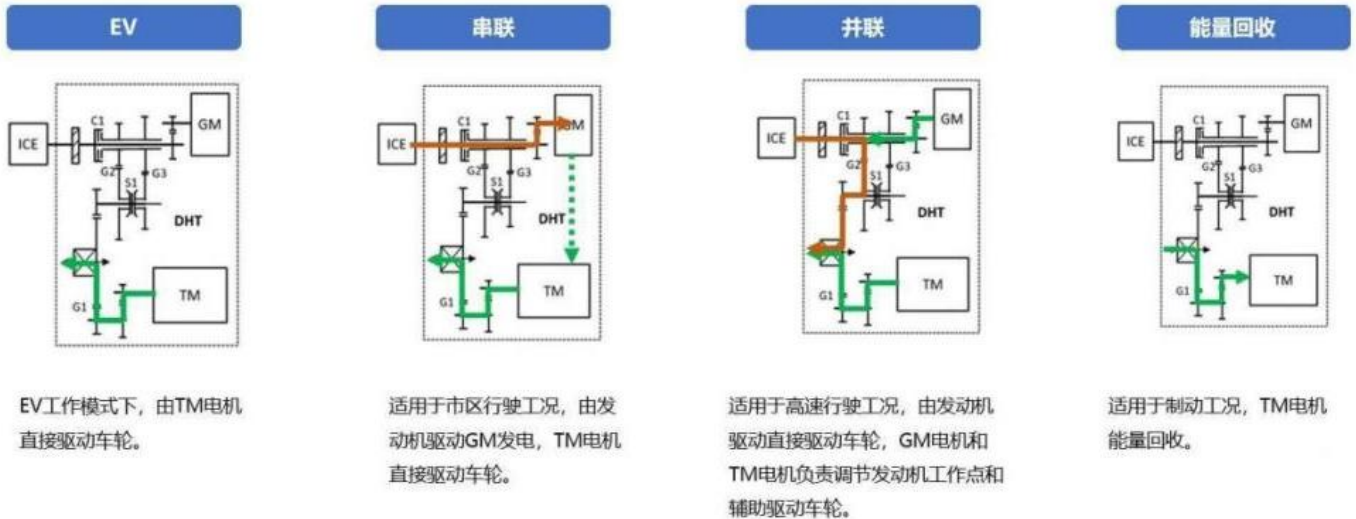 EV
串联
并联
能量回收
ICE
C1
GM
G2
G3
S1
DHT
G1
TM
ICE
C1
GM
G2
G3
S1
DHT
G1
TM
ICE
C1
GM
G2
G3
S1
DHT
G1
TM
ICE
C1
GM
G2
G3
S1
DHT
G1
TM
EV工作模式下，由TM电机
直接驱动车轮。
适用于市区行驶工况，由发
动机驱动GM发电，TM电机
直接驱动车轮。
适用于高速行驶工况，由发动机
驱动直接驱动车轮，GM电机和
TM电机负责调节发动机工作点和
辅助驱动车轮。
适用于制动工况，TM电机
能量回收。